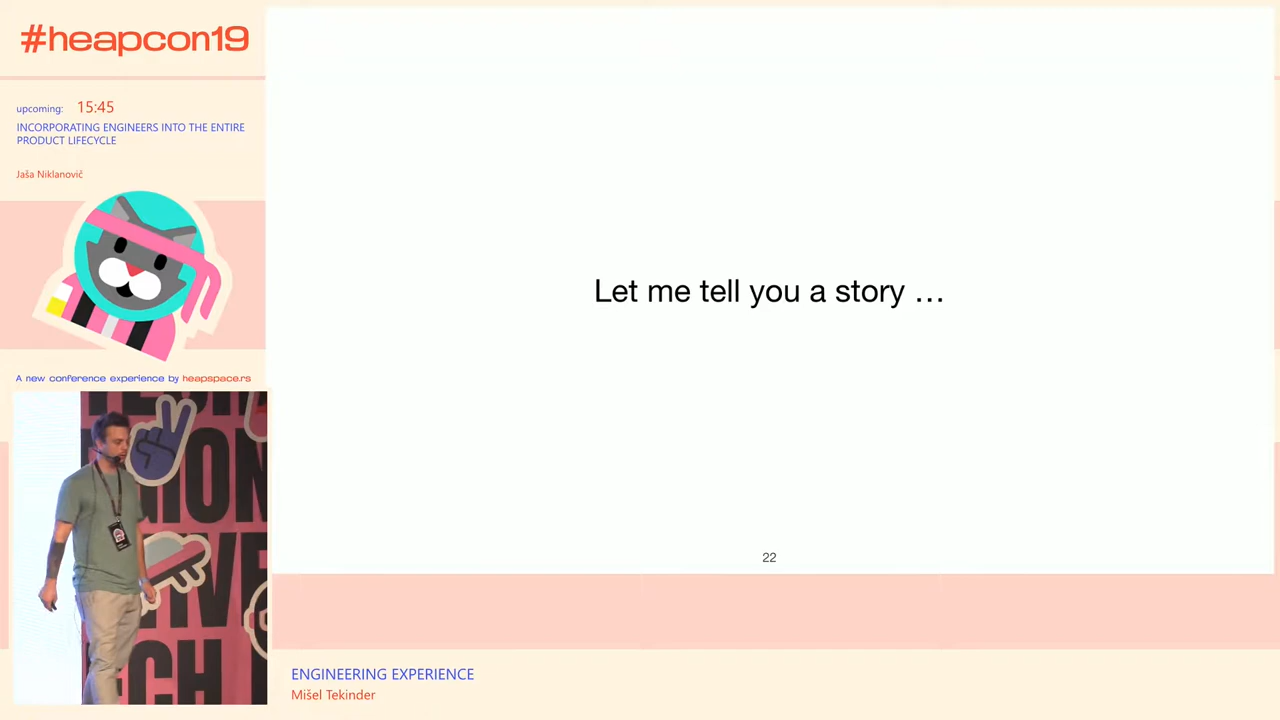 #heapcon19
upcoming: 15:45
INCORPORATING ENGINEERS INTO THE ENTIRE
PRODUCT LIFECYCLE
Jaša Niklanović
A new conference experience by heapspace.rs
Let me tell you a story …
22
ENGINEERING EXPERIENCE
Mišel Tekinder